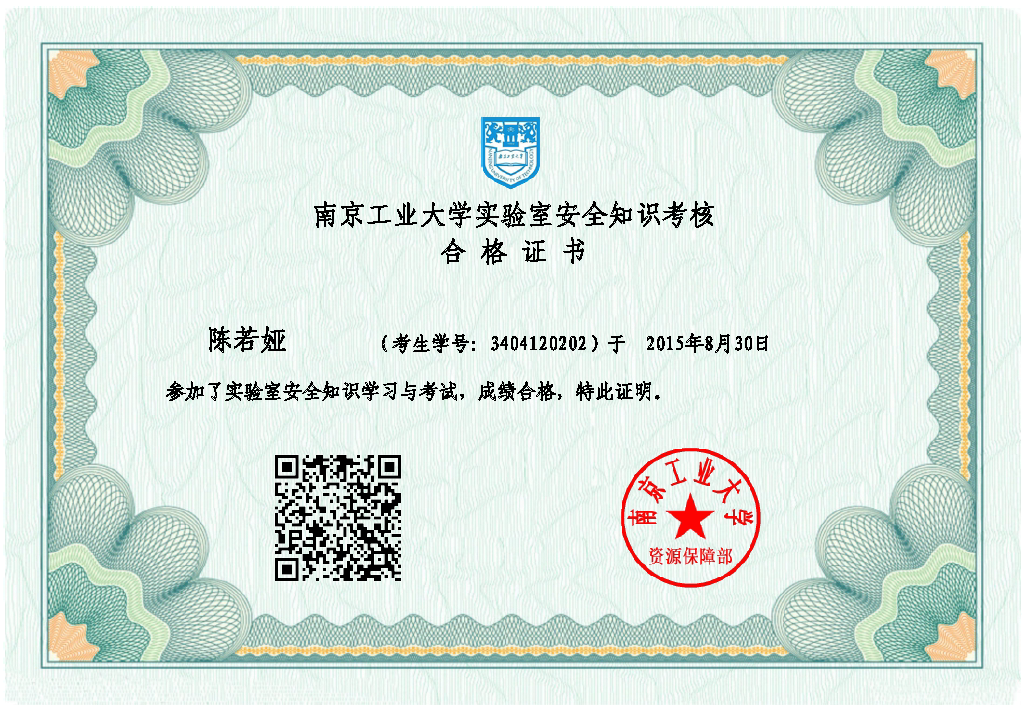 南京工业大学实验室安全知识考核
合格证书
陈若娅 （考生学号：3404120202）于 2015年8月30日
参加了实验室安全知识学习与考试，成绩合格，特此证明。
南京工业大学
资源保障部